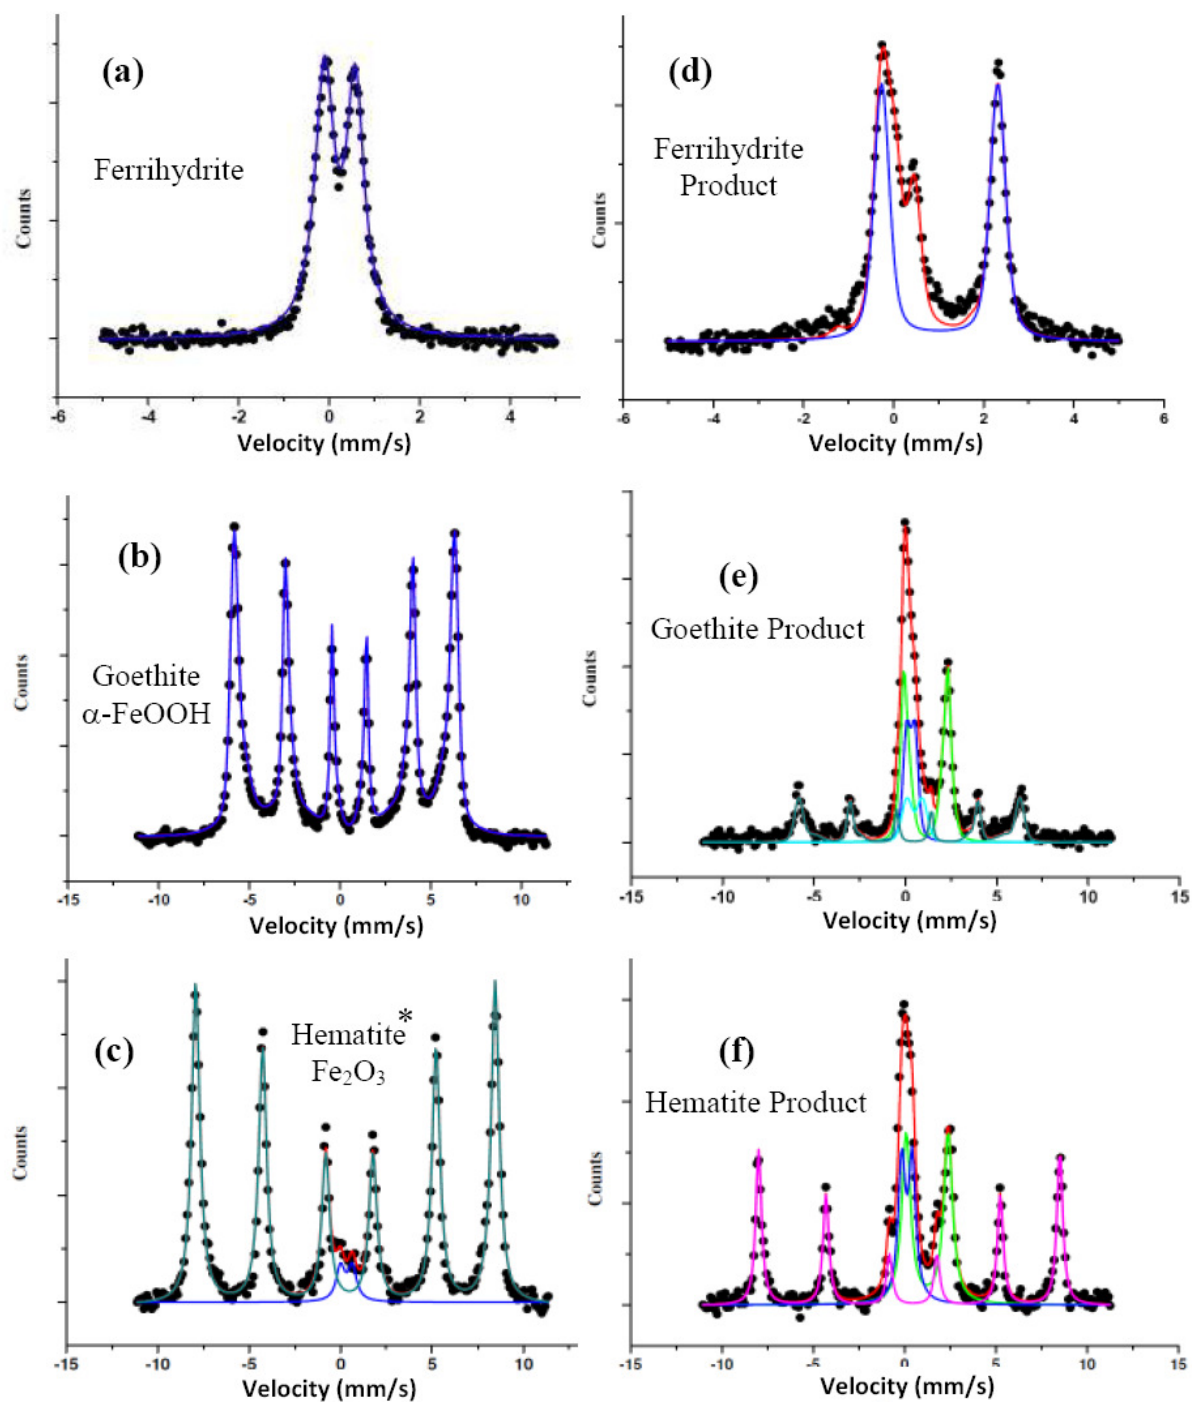 (a)
Ferrihydrite
Counts
-6 -4 -2 0 2 4
Velocity (mm/s)
(d)
Ferrihydrite
Product
Counts
-6 -4 -2 0 2 4 6
Velocity (mm/s)
(b)
Goethite
α-FeOOH
Counts
-15 -10 -5 0 5 10
Velocity (mm/s)
(e)
Goethite Product
Counts
-15 -10 -5 0 5 10 15
Velocity (mm/s)
(c)
Hematite*
Fe₂O₃
Counts
-15 -10 -5 0 5 10
Velocity (mm/s)
(f)
Hematite Product
Counts
-15 -10 -5 0 5 10 15
Velocity (mm/s)